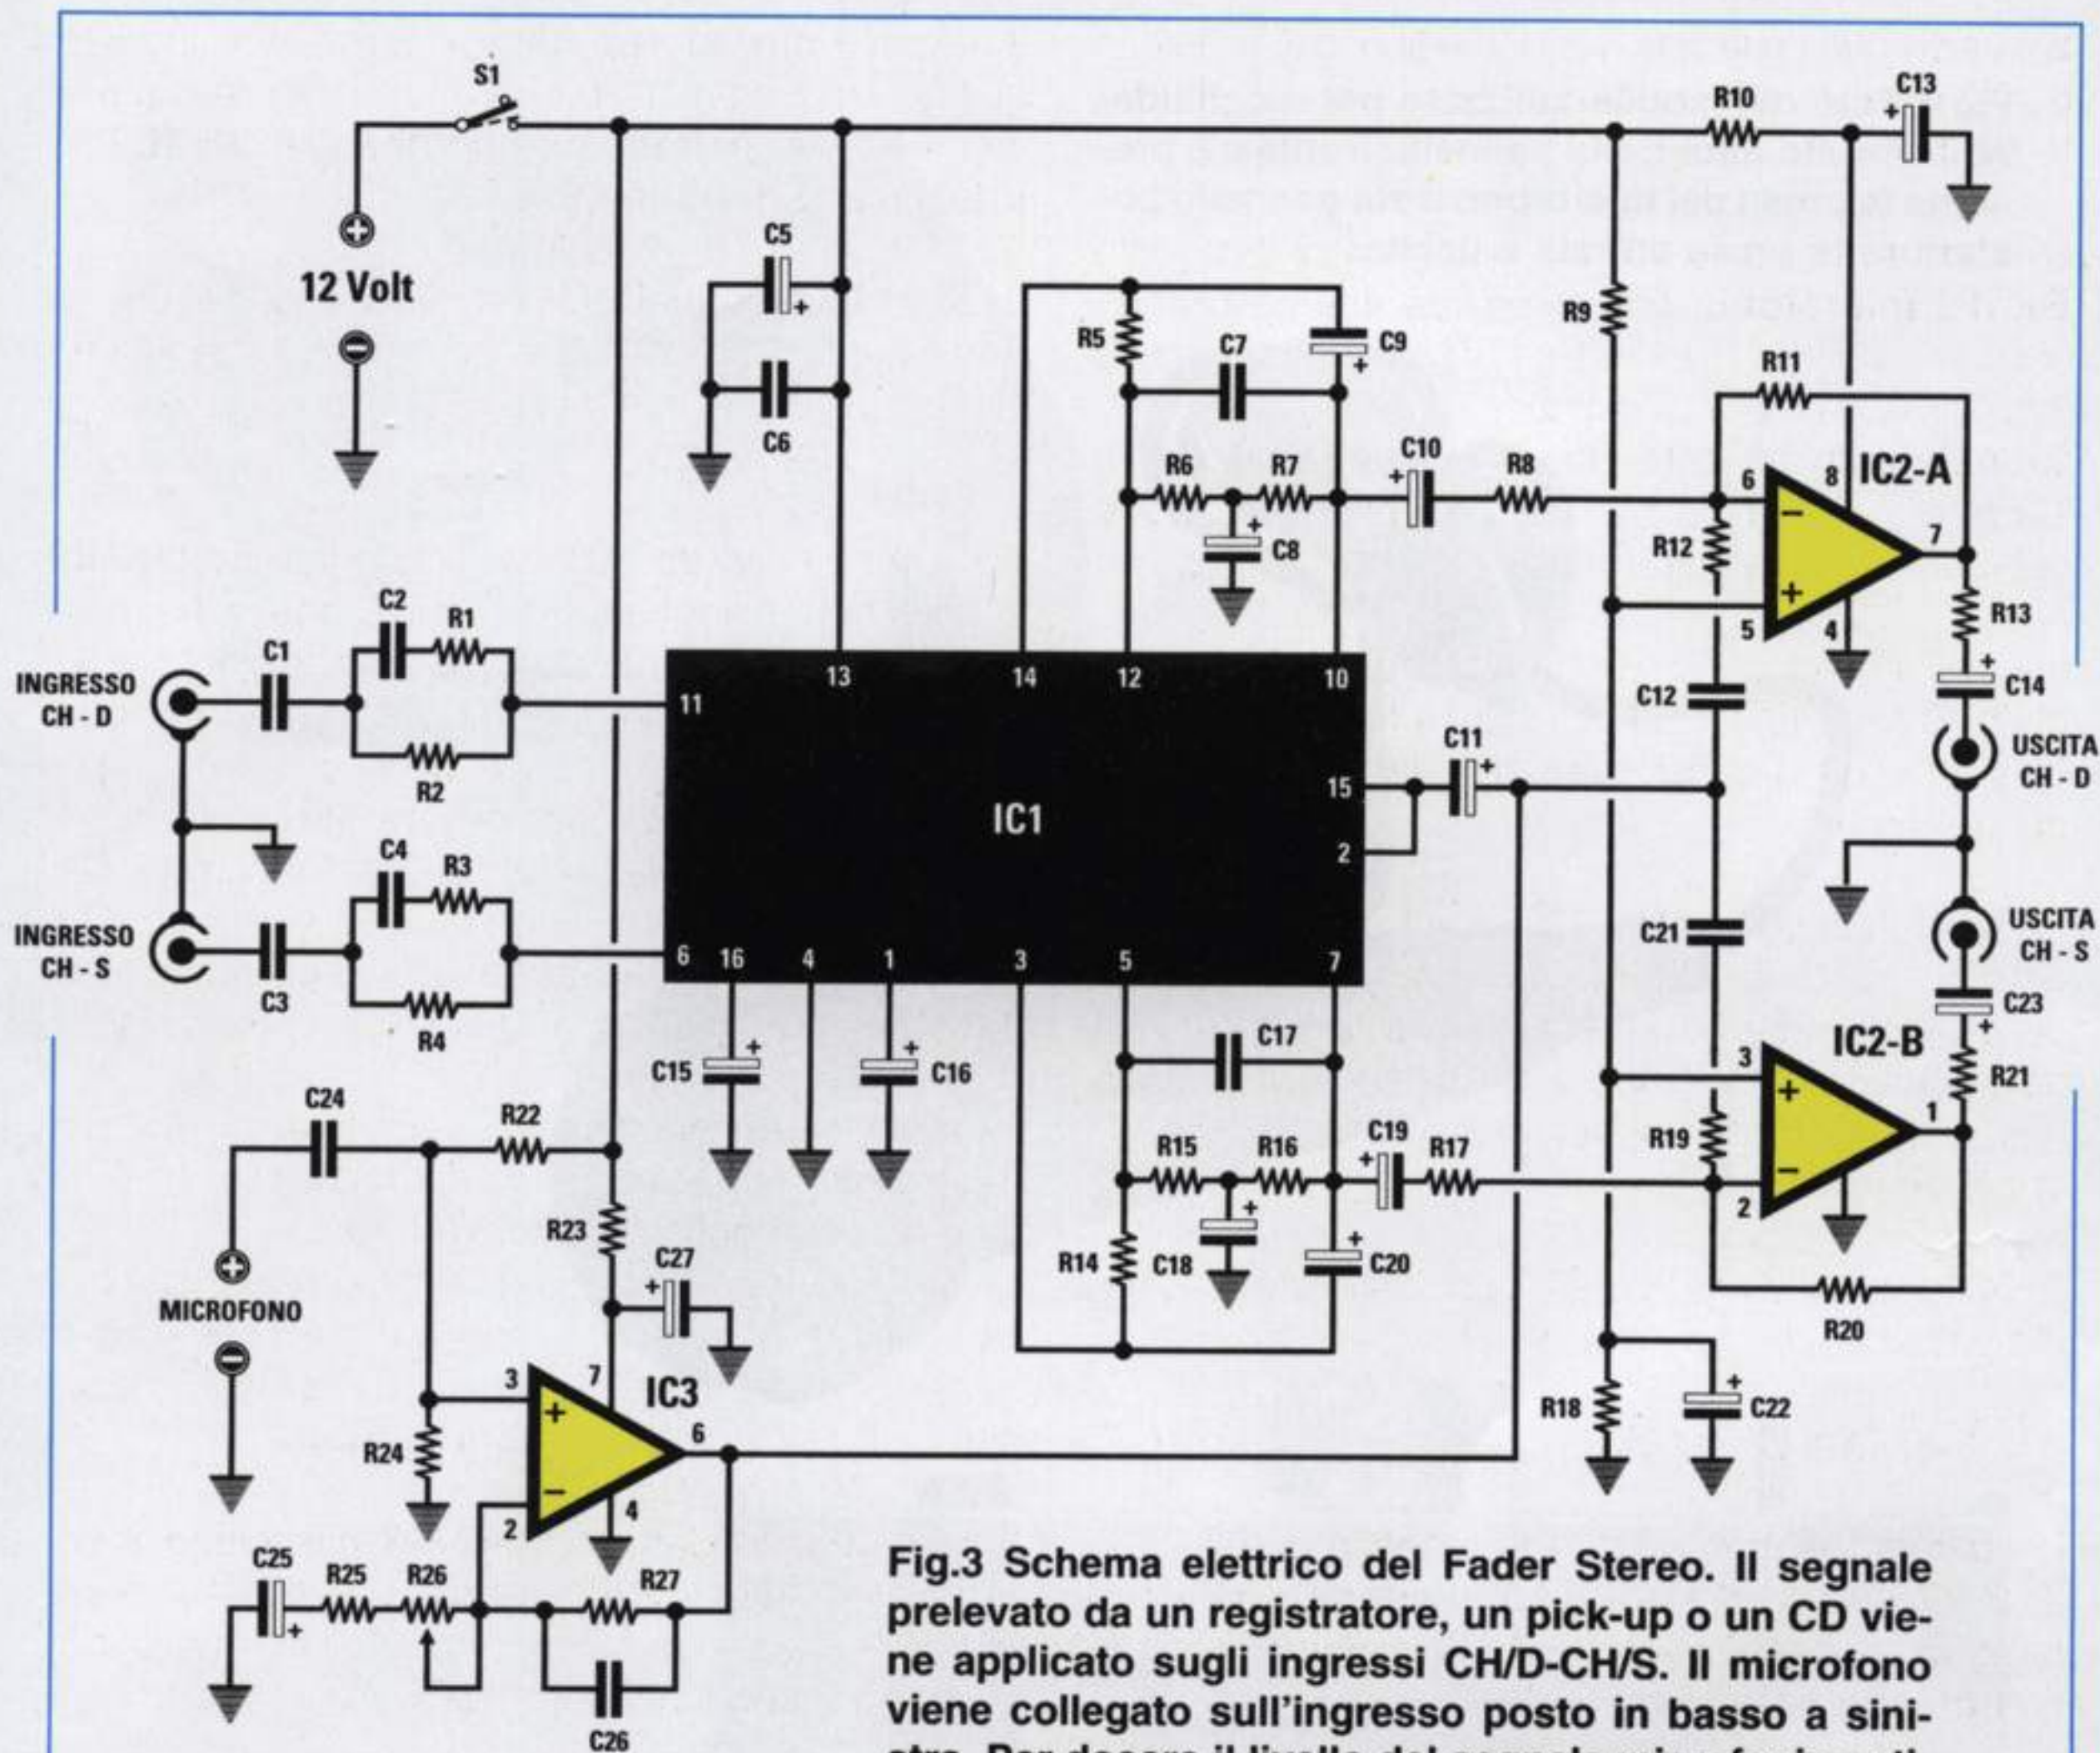 S1
R10
C13
+
12 Volt
C5
+
C6
R5
C7
C9
+
R9
R11
R6
R7
C10
+
R8
6
8
IC2-A
C8
+
R12
7
5
4
R13
+
C14
C2
R1
C1
INGRESSO
CH - D
R2
11
13
14
12
10
C12
USCITA
CH - D
C11
+
15
IC1
2
C4
R3
INGRESSO
CH - S
C3
R4
6
16
4
1
3
5
7
C21
USCITA
CH - S
C23
+
C15
+
C16
+
C17
IC2-B
3
R21
1
C24
R22
R15
R16
C19
+
R17
R19
2
R23
C27
+
R14
C18
+
C20
+
R20
MICROFONO
3
7
IC3
6
R24
2
4
R18
C22
+
C25
+
R25
R26
R27
C26
Fig.3 Schema elettrico del Fader Stereo. Il segnale
prelevato da un registratore, un pick-up o un CD vie-
ne applicato sugli ingressi CH/D-CH/S. Il microfono
viene collegato sull'ingresso posto in basso a sini-